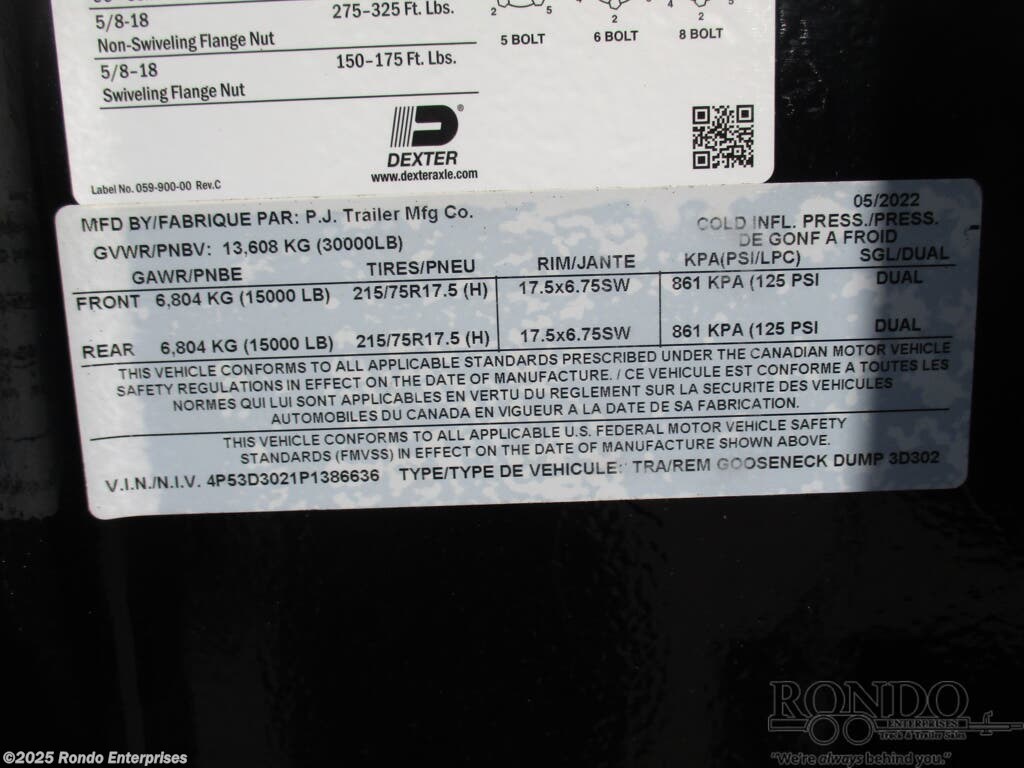 275–325 Ft. Lbs.
5/8-18
Non-Swiveling Flange Nut
5/8–18
150–175 Ft. Lbs.
Swiveling Flange Nut
2 5 2 4 2 5
5 BOLT 6 BOLT 8 BOLT
DEXTER
®
www.dexteraxle.com
Label No. 059-900-00 Rev.C
MFD BY/FABRIQUE PAR: P.J. Trailer Mfg Co.
05/2022
GVWR/PNBV: 13,608 KG (30000LB)
COLD INFL. PRESS./PRESS.
DE GONF A FROID
GAWR/PNBE TIRES/PNEU RIM/JANTE KPA(PSI/LPC) SGL/DUAL
FRONT 6,804 KG (15000 LB) 215/75R17.5 (H) 17.5x6.75SW 861 KPA (125 PSI DUAL
REAR 6,804 KG (15000 LB) 215/75R17.5 (H) 17.5x6.75SW 861 KPA (125 PSI DUAL
THIS VEHICLE CONFORMS TO ALL APPLICABLE STANDARDS PRESCRIBED UNDER THE CANADIAN MOTOR VEHICLE
SAFETY REGULATIONS IN EFFECT ON THE DATE OF MANUFACTURE. / CE VEHICULE EST CONFORME A TOUTES LES
NORMES QUI LUI SONT APPLICABLES EN VERTU DU REGLEMENT SUR LA SECURITE DES VEHICULES
AUTOMOBILES DU CANADA EN VIGUEUR A LA DATE DE SA FABRICATION.
THIS VEHICLE CONFORMS TO ALL APPLICABLE U.S. FEDERAL MOTOR VEHICLE SAFETY
STANDARDS (FMVSS) IN EFFECT ON THE DATE OF MANUFACTURE SHOWN ABOVE.
V.I.N./N.I.V. 4P53D3021P1386636 TYPE/TYPE DE VEHICULE: TRA/REM GOOSENECK DUMP 3D302
RONDO
ENTERPRISES
Truck & Trailer Sales
"We're always behind you."
©2025 Rondo Enterprises